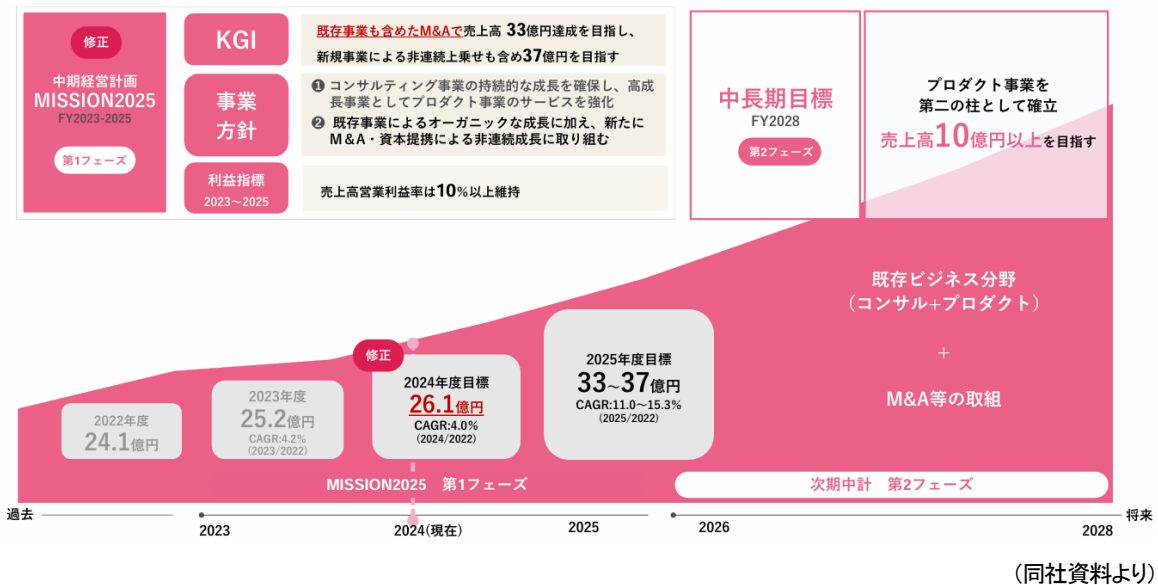 修正
中期経営計画
MISSION2025
FY2023-2025
第1フェーズ
KGI
既存事業も含めたM&Aで売上高 33億円達成を目指し、
新規事業による非連続上乗せも含め37億円を目指す
事業
方針
❶ コンサルティング事業の持続的な成長を確保し、高成
長事業としてプロダクト事業のサービスを強化
❷ 既存事業によるオーガニックな成長に加え、新たに
M&A・資本提携による非連続成長に取り組む
利益指標
2023〜2025
売上高営業利益率は10%以上維持
中長期目標
FY2028
第2フェーズ
プロダクト事業を
第二の柱として確立
売上高10億円以上を目指す
既存ビジネス分野
（コンサル+プロダクト）
+
M&A等の取組
2022年度
24.1億円
2023年度
25.2億円
CAGR:4.2%
(2023/2022)
修正
2024年度目標
26.1億円
CAGR:4.0%
(2024/2022)
2025年度目標
33〜37億円
CAGR:11.0〜15.3%
(2025/2022)
MISSION2025 第1フェーズ
次期中計 第2フェーズ
過去
2023
2024(現在)
2025
2026
2028
将来
(同社資料より)